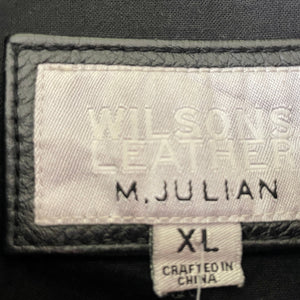 WILSONS
LEATHER
M. JULIAN
XL
CRAFTED IN
CHINA